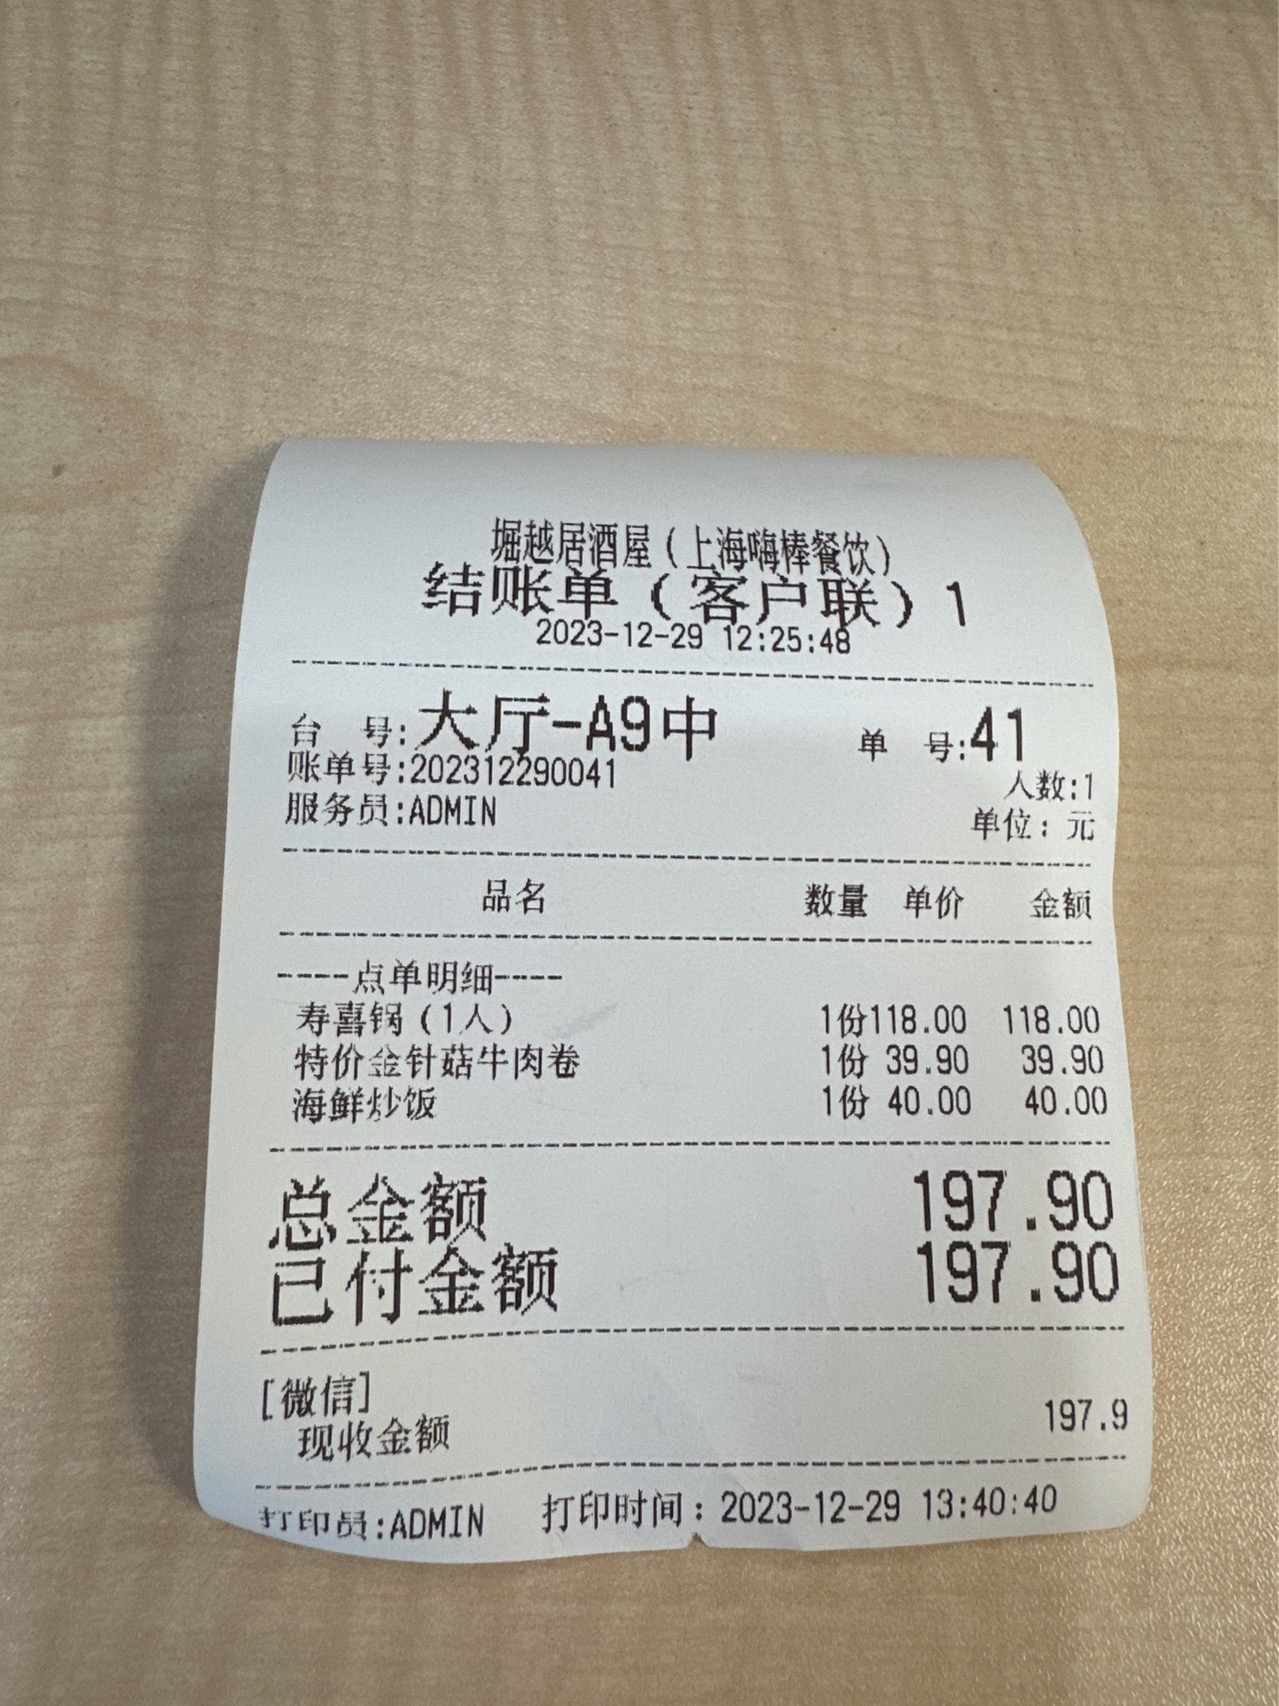 堀越居酒屋（上海嗨棒餐饮）
结账单（客户联）1
2023-12-29 12:25:48
台 号:大厅-A9中 单 号:41
账单号:202312290041
人数:1
服务员:ADMIN
单位：元
品名 数量 单价 金额
----点单明细----
寿喜锅（1人） 1份118.00 118.00
特价金针菇牛肉卷 1份 39.90 39.90
海鲜炒饭 1份 40.00 40.00
总金额 197.90
已付金额 197.90
[微信]
现收金额 197.9
打印员:ADMIN 打印时间：2023-12-29 13:40:40